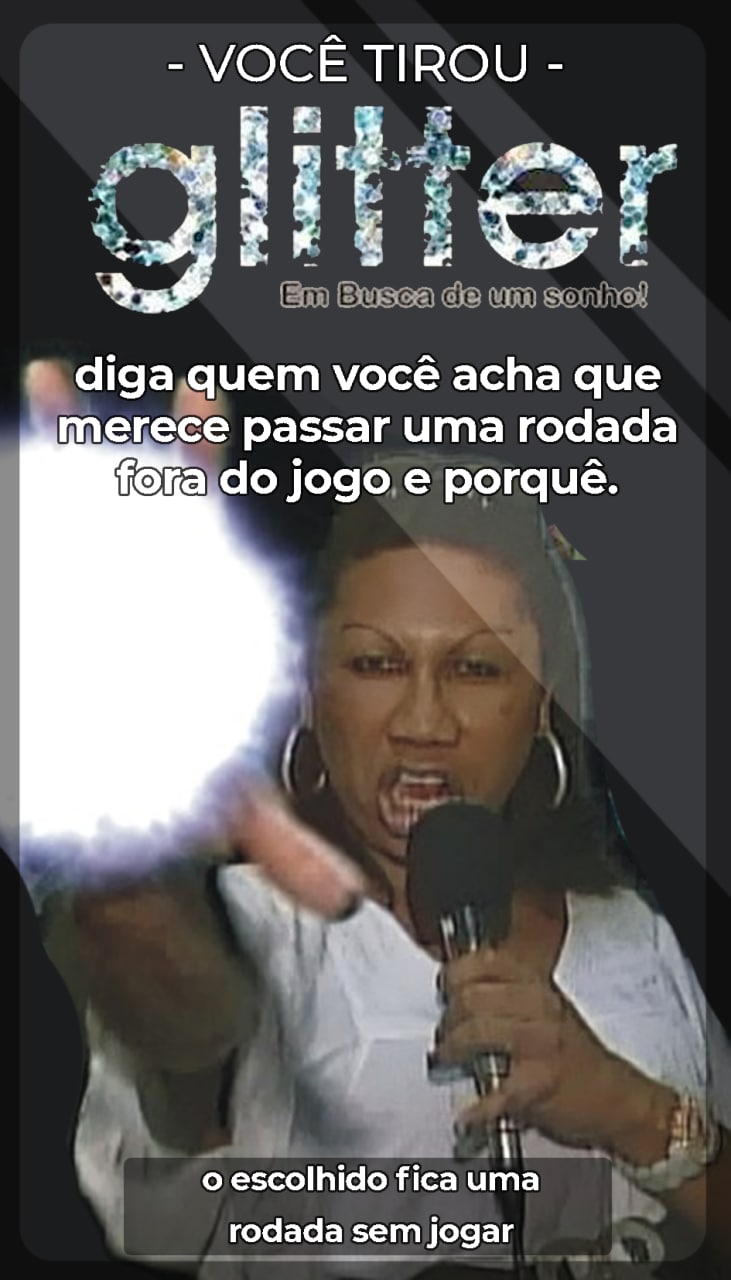 - VOCÊ TIROU -
glitter
Em Busca de um sonho!
diga quem você acha que
merece passar uma rodada
fora do jogo e porquê.
o escolhido fica uma
rodada sem jogar